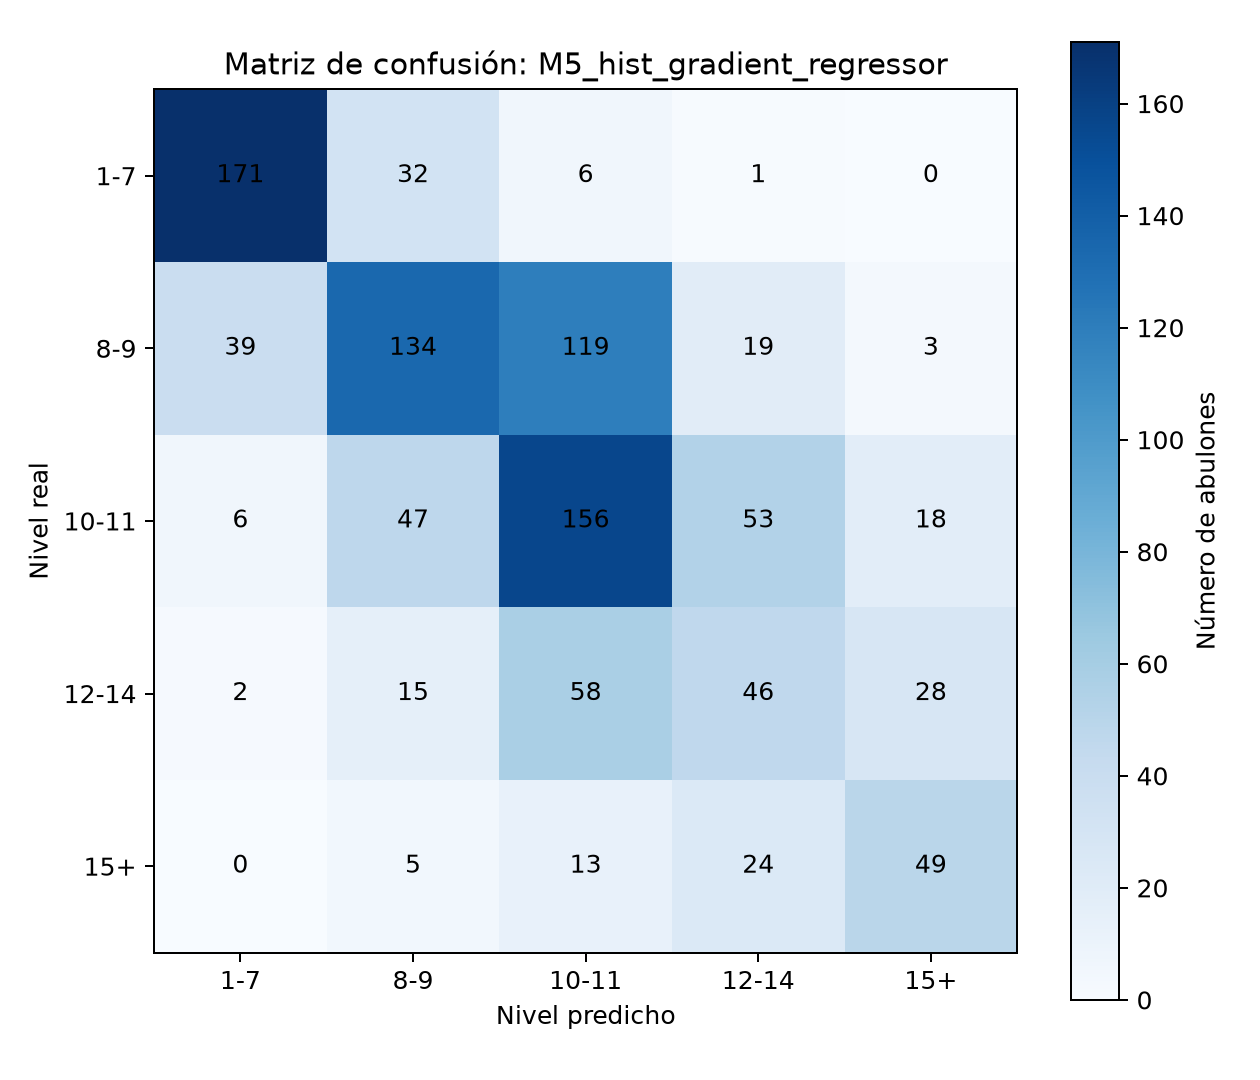 Matriz de confusión: M5_hist_gradient_regressor
1-7 171 32 6 1 0
8-9 39 134 119 19 3
10-11 6 47 156 53 18
12-14 2 15 58 46 28
15+ 0 5 13 24 49
1-7 8-9 10-11 12-14 15+
Nivel predicho
Nivel real
160
140
120
100
80
60
40
20
0
Número de abulones